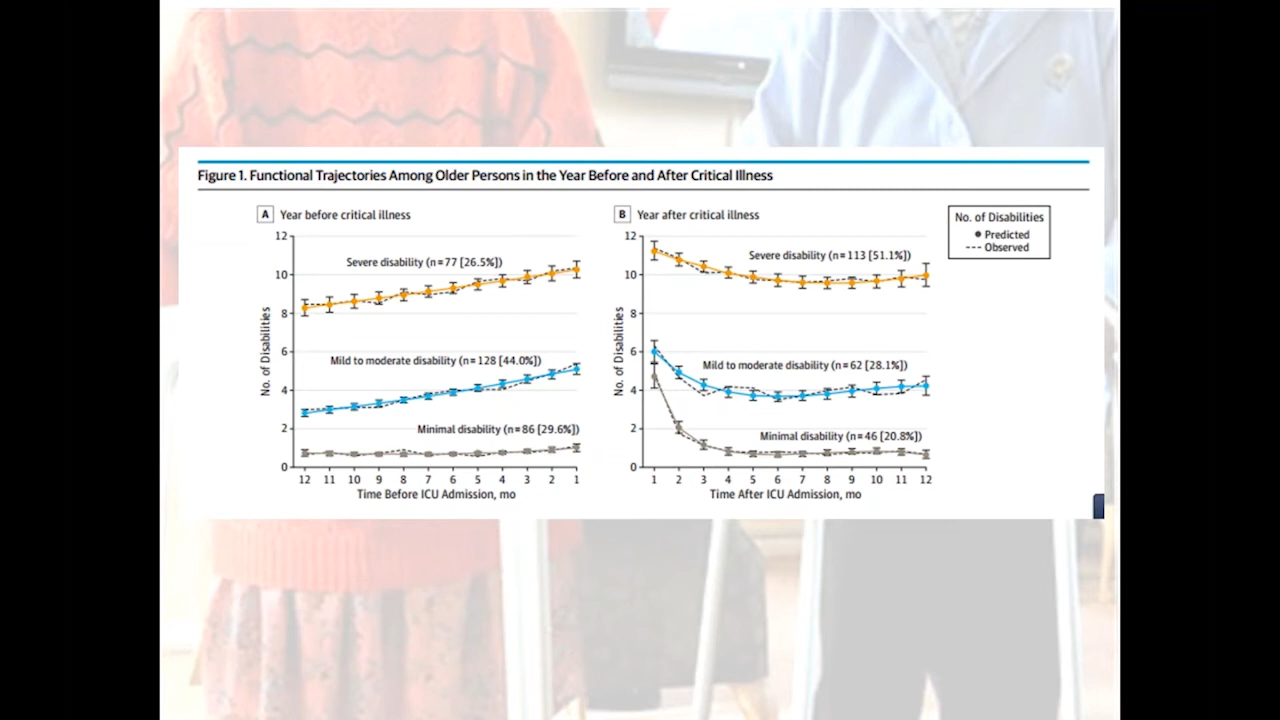 Figure 1. Functional Trajectories Among Older Persons in the Year Before and After Critical Illness
A Year before critical illness
12
10
8
6
4
2
0
No. of Disabilities
Severe disability (n=77 [26.5%])
Mild to moderate disability (n=128 [44.0%])
Minimal disability (n=86 [29.6%])
12 11 10 9 8 7 6 5 4 3 2 1
Time Before ICU Admission, mo
B Year after critical illness
12
10
8
6
4
2
0
No. of Disabilities
Severe disability (n=113 [51.1%])
Mild to moderate disability (n=62 [28.1%])
Minimal disability (n=46 [20.8%])
1 2 3 4 5 6 7 8 9 10 11 12
Time After ICU Admission, mo
No. of Disabilities
Predicted
Observed